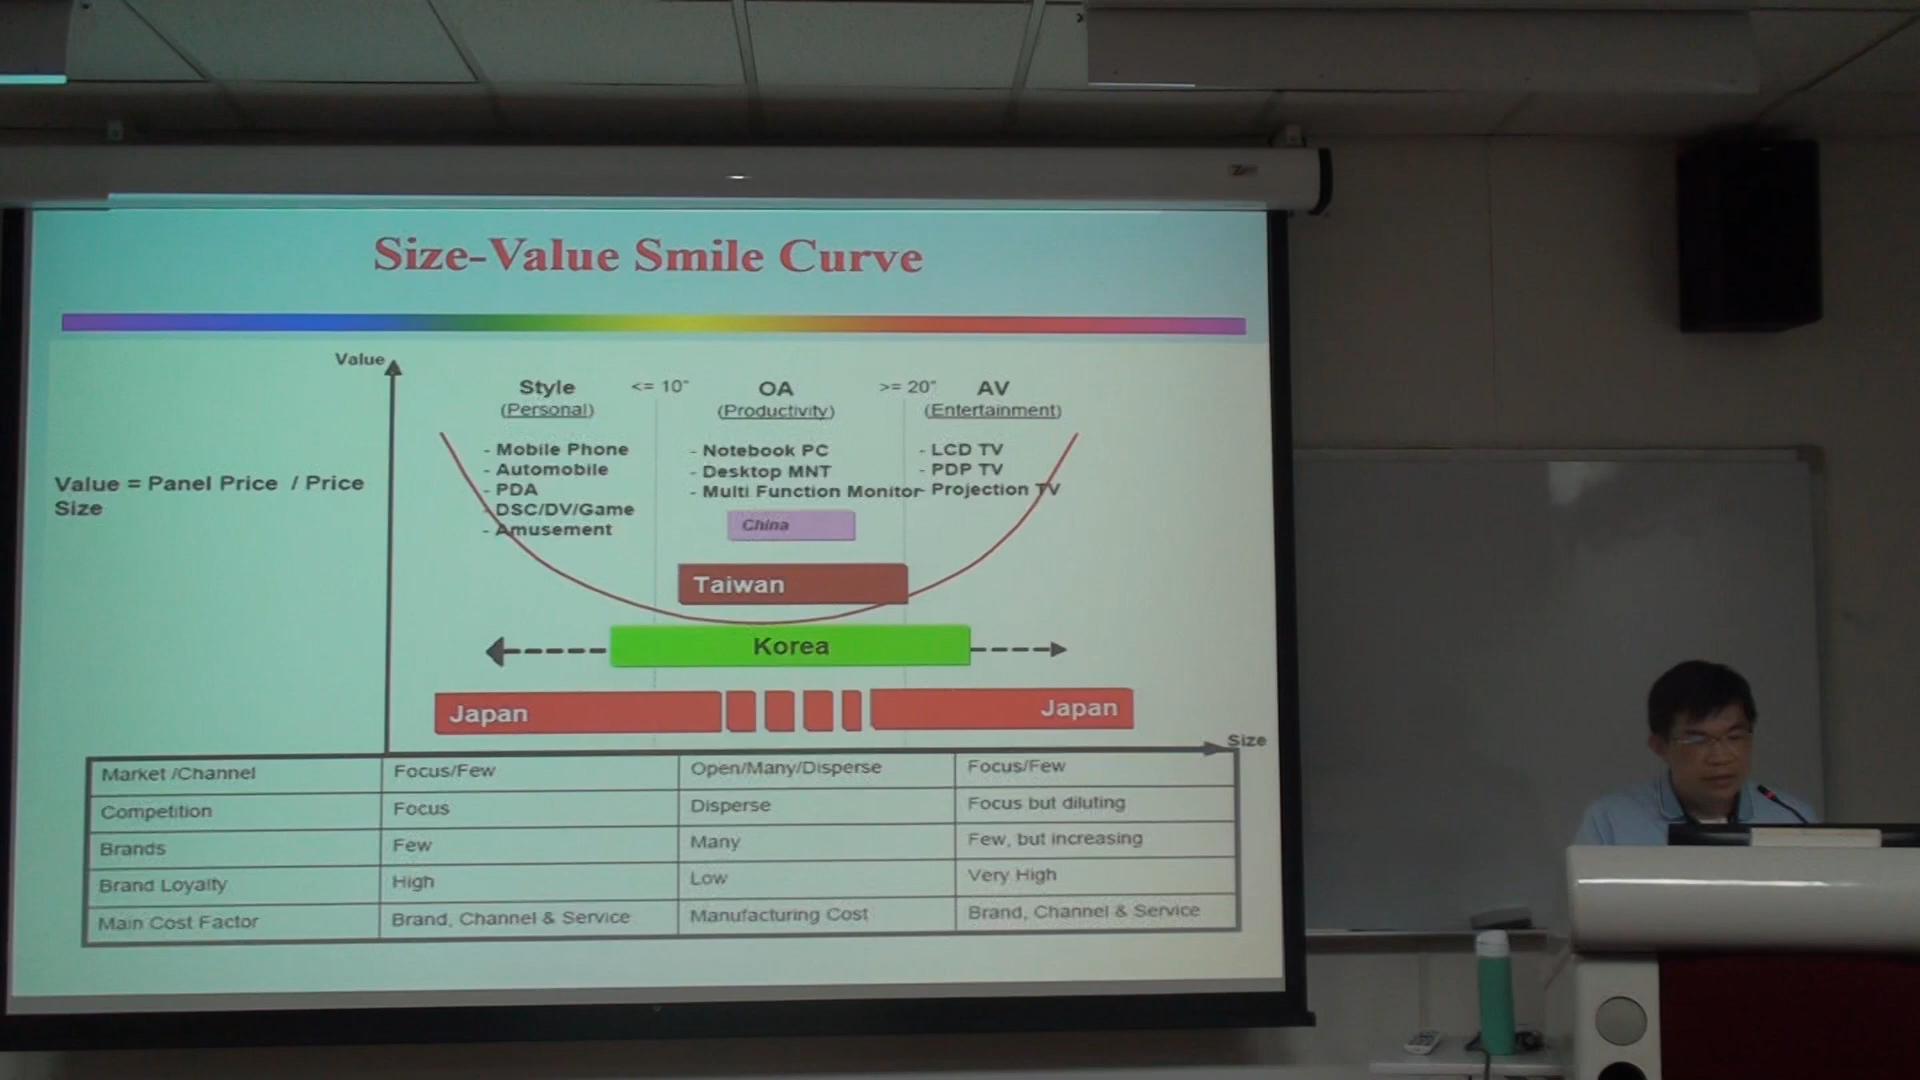 Size-Value Smile Curve
Value
Style <= 10" OA >= 20" AV
(Personal) (Productivity) (Entertainment)
- Mobile Phone
- Automobile
- PDA
- DSC/DV/Game
- Amusement
- Notebook PC
- Desktop MNT
- Multi Function Monitor
- LCD TV
- PDP TV
- Projection TV
Value = Panel Price / Price
Size
China
Taiwan
Korea
Japan Japan
Size
Market /Channel Focus/Few Open/Many/Disperse Focus/Few
Competition Focus Disperse Focus but diluting
Brands Few Many Few, but increasing
Brand Loyalty High Low Very High
Main Cost Factor Brand, Channel & Service Manufacturing Cost Brand, Channel & Service